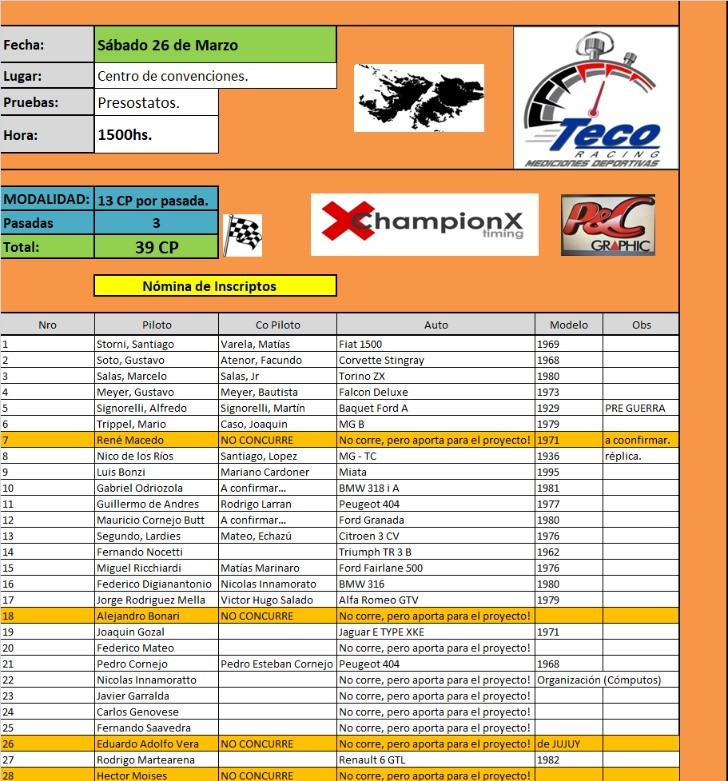 Fecha: Sábado 26 de Marzo
Lugar: Centro de convenciones.
Pruebas: Presostatos.
Hora: 1500hs.
Teco
RACING
MEDICIONES DEPORTIVAS
MODALIDAD: 13 CP por pasada.
Pasadas 3
Total: 39 CP
ChampionX
timing
P&C
GRAPHIC
Nómina de Inscriptos
Nro Piloto Co Piloto Auto Modelo Obs
1 Storni, Santiago Varela, Matías Fiat 1500 1969
2 Soto, Gustavo Atenor, Facundo Corvette Stingray 1968
3 Salas, Marcelo Salas, Jr Torino ZX 1980
4 Meyer, Gustavo Meyer, Bautista Falcon Deluxe 1973
5 Signorelli, Alfredo Signorelli, Martín Baquet Ford A 1929 PRE GUERRA
6 Trippel, Mario Caso, Joaquin MG B 1979
7 René Macedo NO CONCURRE No corre, pero aporta para el proyecto! 1971 a coonfirmar.
8 Nico de los Ríos Santiago, Lopez MG - TC 1936 réplica.
9 Luis Bonzi Mariano Cardoner Miata 1995
10 Gabriel Odriozola A confirmar... BMW 318 i A 1981
11 Guillermo de Andres Rodrigo Larran Peugeot 404 1977
12 Mauricio Cornejo Butt A confirmar... Ford Granada 1980
13 Segundo, Lardies Mateo, Echazú Citroen 3 CV 1976
14 Fernando Nocetti Triumph TR 3 B 1962
15 Miguel Ricchiardi Matías Marinaro Ford Fairlane 500 1976
16 Federico Digianantonio Nicolas Innamorato BMW 316 1980
17 Jorge Rodriguez Mella Victor Hugo Salado Alfa Romeo GTV 1979
18 Alejandro Bonari NO CONCURRE No corre, pero aporta para el proyecto!
19 Joaquin Gozal Jaguar E TYPE XKE 1971
20 Federico Mateo No corre, pero aporta para el proyecto!
21 Pedro Cornejo Pedro Esteban Cornejo Peugeot 404 1968
22 Nicolas Innamoratto No corre, pero aporta para el proyecto! Organización (Cómputos)
23 Javier Garralda No corre, pero aporta para el proyecto!
24 Carlos Genovese No corre, pero aporta para el proyecto!
25 Fernando Saavedra No corre, pero aporta para el proyecto!
26 Eduardo Adolfo Vera NO CONCURRE No corre, pero aporta para el proyecto! de JUJUY
27 Rodrigo Martearena Renault 6 GTL 1982
28 Hector Moises NO CONCURRE No corre, pero aporta para el proyecto!